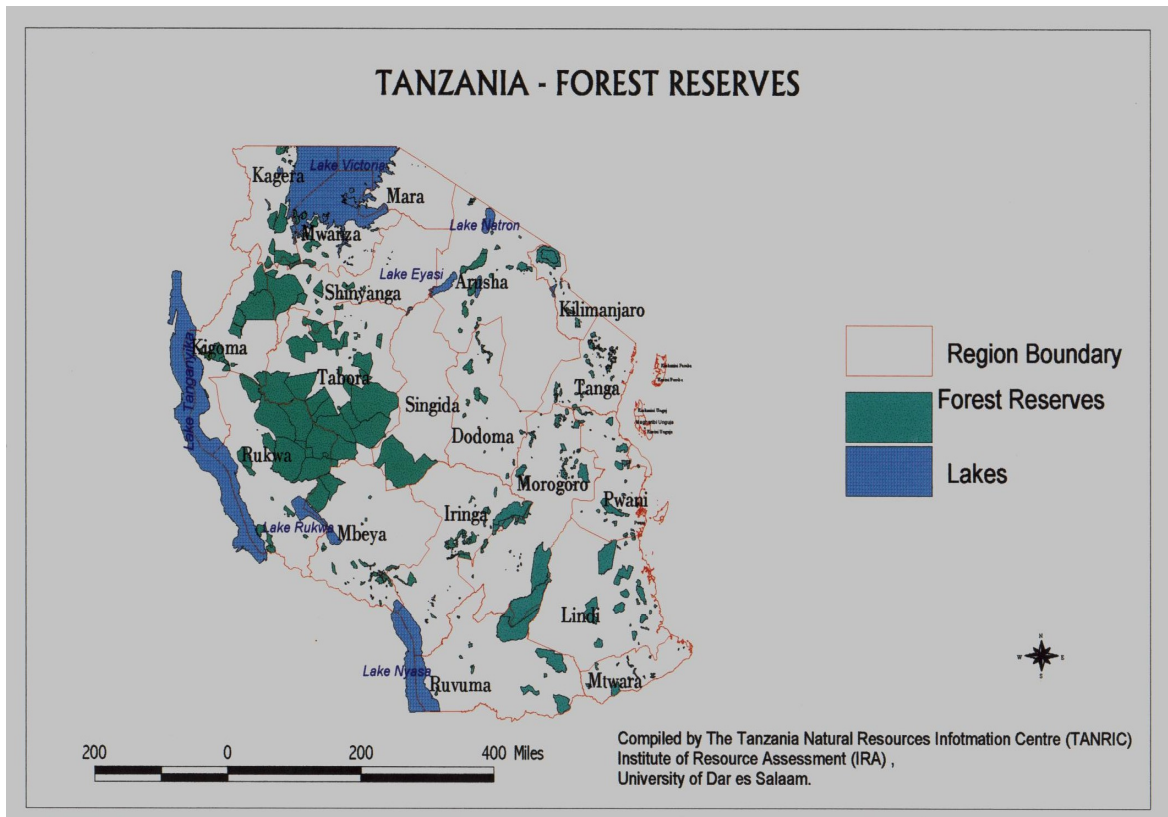 TANZANIA - FOREST RESERVES
Lake Victoria
Kagera
Mara
Lake Natron
Mwanza
Lake Eyasi
Arusha
Shinyanga
Kilimanjaro
Kigoma
Lake Tanganyika
Tabora
Tanga
Singida
Dodoma
Rukwa
Morogoro
Pwani
Iringa
Lake Rukwa
Mbeya
Lindi
Lake Nyasa
Ruvuma
Mtwara
Region Boundary
Forest Reserves
Lakes
N
W E
S
200 0 200 400 Miles
Compiled by The Tanzania Natural Resources Infotmation Centre (TANRIC)
Institute of Resource Assessment (IRA) ,
University of Dar es Salaam.